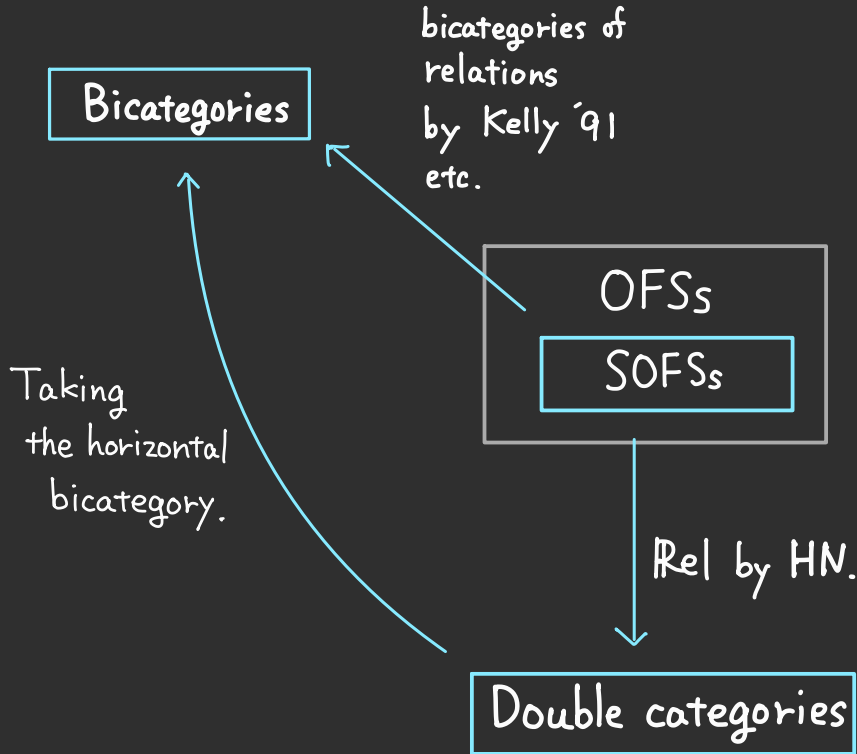 bicategories of
relations
by Kelly '91
etc.
Bicategories
OFSs
SOFSs
Taking
the horizontal
bicategory.
ℝel by HN.
Double categories